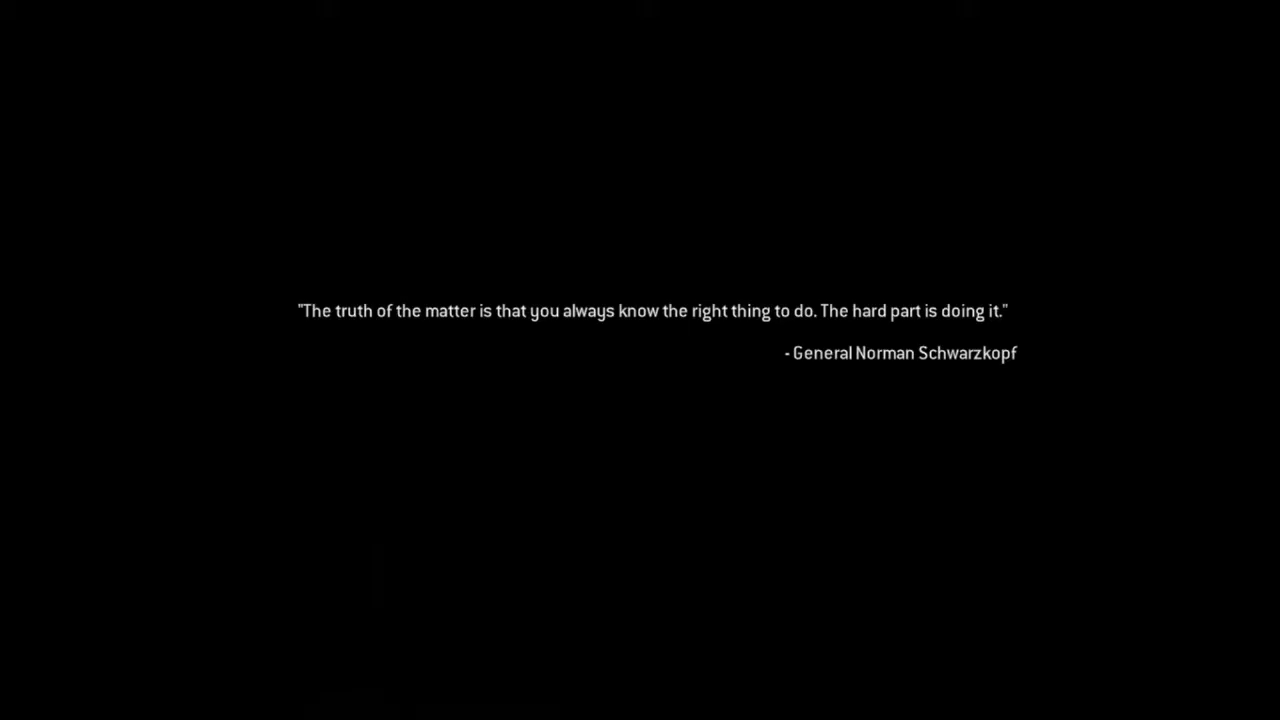 "The truth of the matter is that you always know the right thing to do. The hard part is doing it."
- General Norman Schwarzkopf